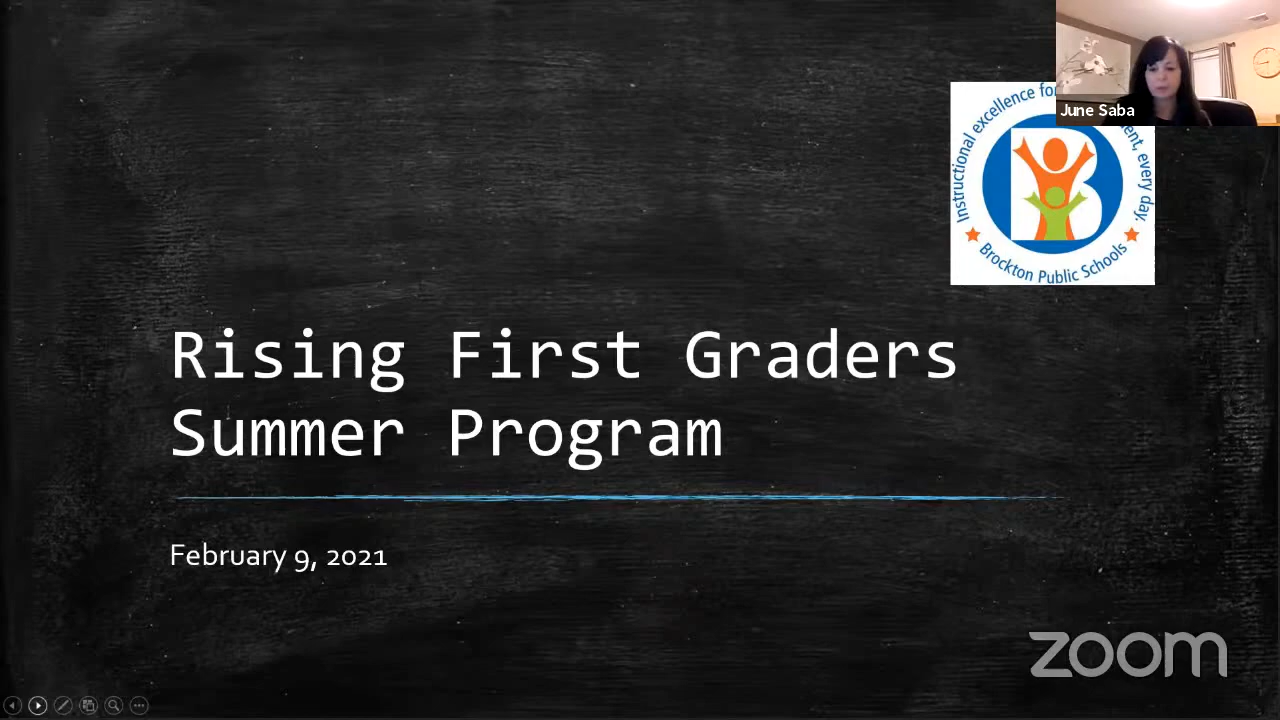 June Saba
Instructional excellence fo
ent, every day.
Brockton Public Schools
B
Rising First Graders
Summer Program
February 9, 2021
zoom